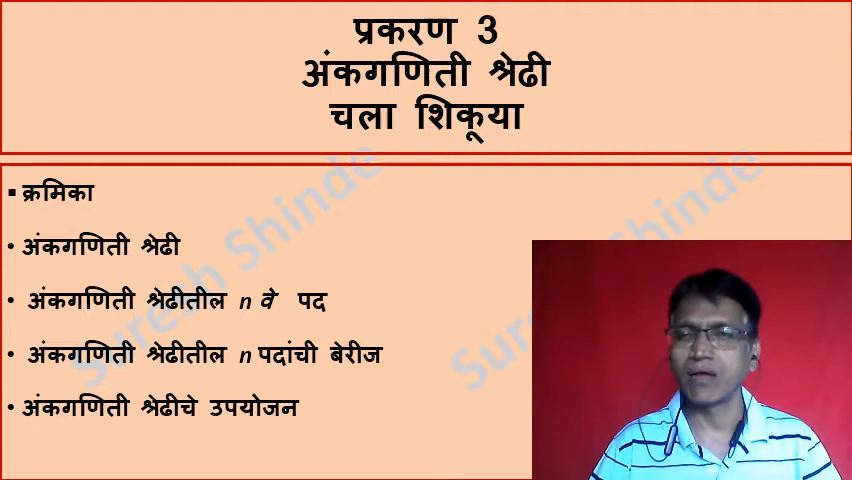 प्रकरण 3
अंकगणिती श्रेढी
चला शिकूया
▪ क्रमिका
• अंकगणिती श्रेढी
• अंकगणिती श्रेढीतील n वे पद
• अंकगणिती श्रेढीतील n पदांची बेरीज
• अंकगणिती श्रेढीचे उपयोजन
Suresh Shinde
Suresh Shinde